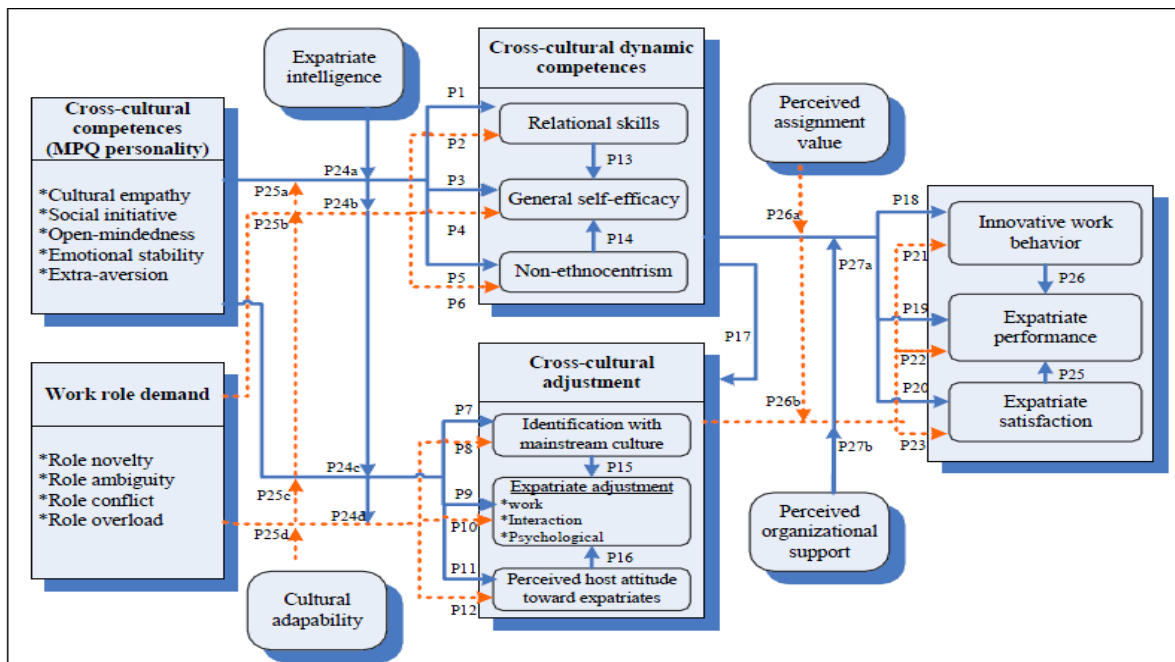 Expatriate
intelligence
Cross-cultural dynamic
competences
Cross-cultural
competences
(MPQ personality)
*Cultural empathy
*Social initiative
*Open-mindedness
*Emotional stability
*Extra-aversion
Work role demand
*Role novelty
*Role ambiguity
*Role conflict
*Role overload
P24a
P25a
P24b
P25b
P24c
P25c
P24d
P25d
Cultural
adapability
P1
P2
P3
P4
P5
P6
Relational skills
P13
General self-efficacy
P14
Non-ethnocentrism
P17
Cross-cultural
adjustment
P7
P8
P9
P10
P11
P12
Identification with
mainstream culture
P15
Expatriate adjustment
*work
*Interaction
*Psychological
P16
Perceived host attitude
toward expatriates
Perceived
assignment
value
P26a
P27a
P26b
P27b
Perceived
organizational
support
P18
P21
P19
P22
P20
P23
Innovative work
behavior
P26
Expatriate
performance
P25
Expatriate
satisfaction